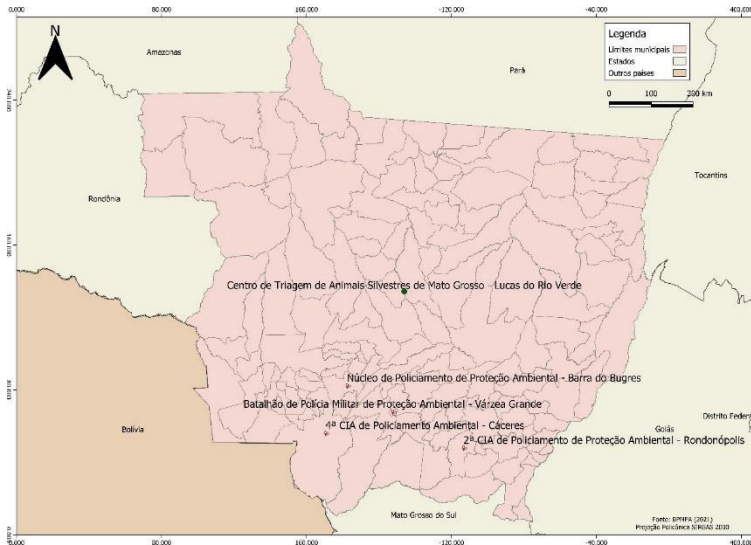 0.000
80.000
160.000
-120.000
-40.000
400.000
N
Amazonas
Pará
Legenda
Limites municipais
Estados
Outros países
0 100 200 km
Tocantins
Rondônia
Centro de Triagem de Animais Silvestres de Mato Grosso - Lucas do Rio Verde
Núcleo de Policiamento de Proteção Ambiental - Barra do Bugres
Batalhão de Polícia Militar de Proteção Ambiental - Várzea Grande
4ª CIA de Policiamento Ambiental - Cáceres
2ª CIA de Policiamento de Proteção Ambiental - Rondonópolis
Distrito Federal
Goiás
Bolivia
Mato Grosso do Sul
Fonte: BPMPA (2021)
Projeção Policônica SIRGAS 2000
0.000
80.000
160.000
-120.000
-40.000
400.000